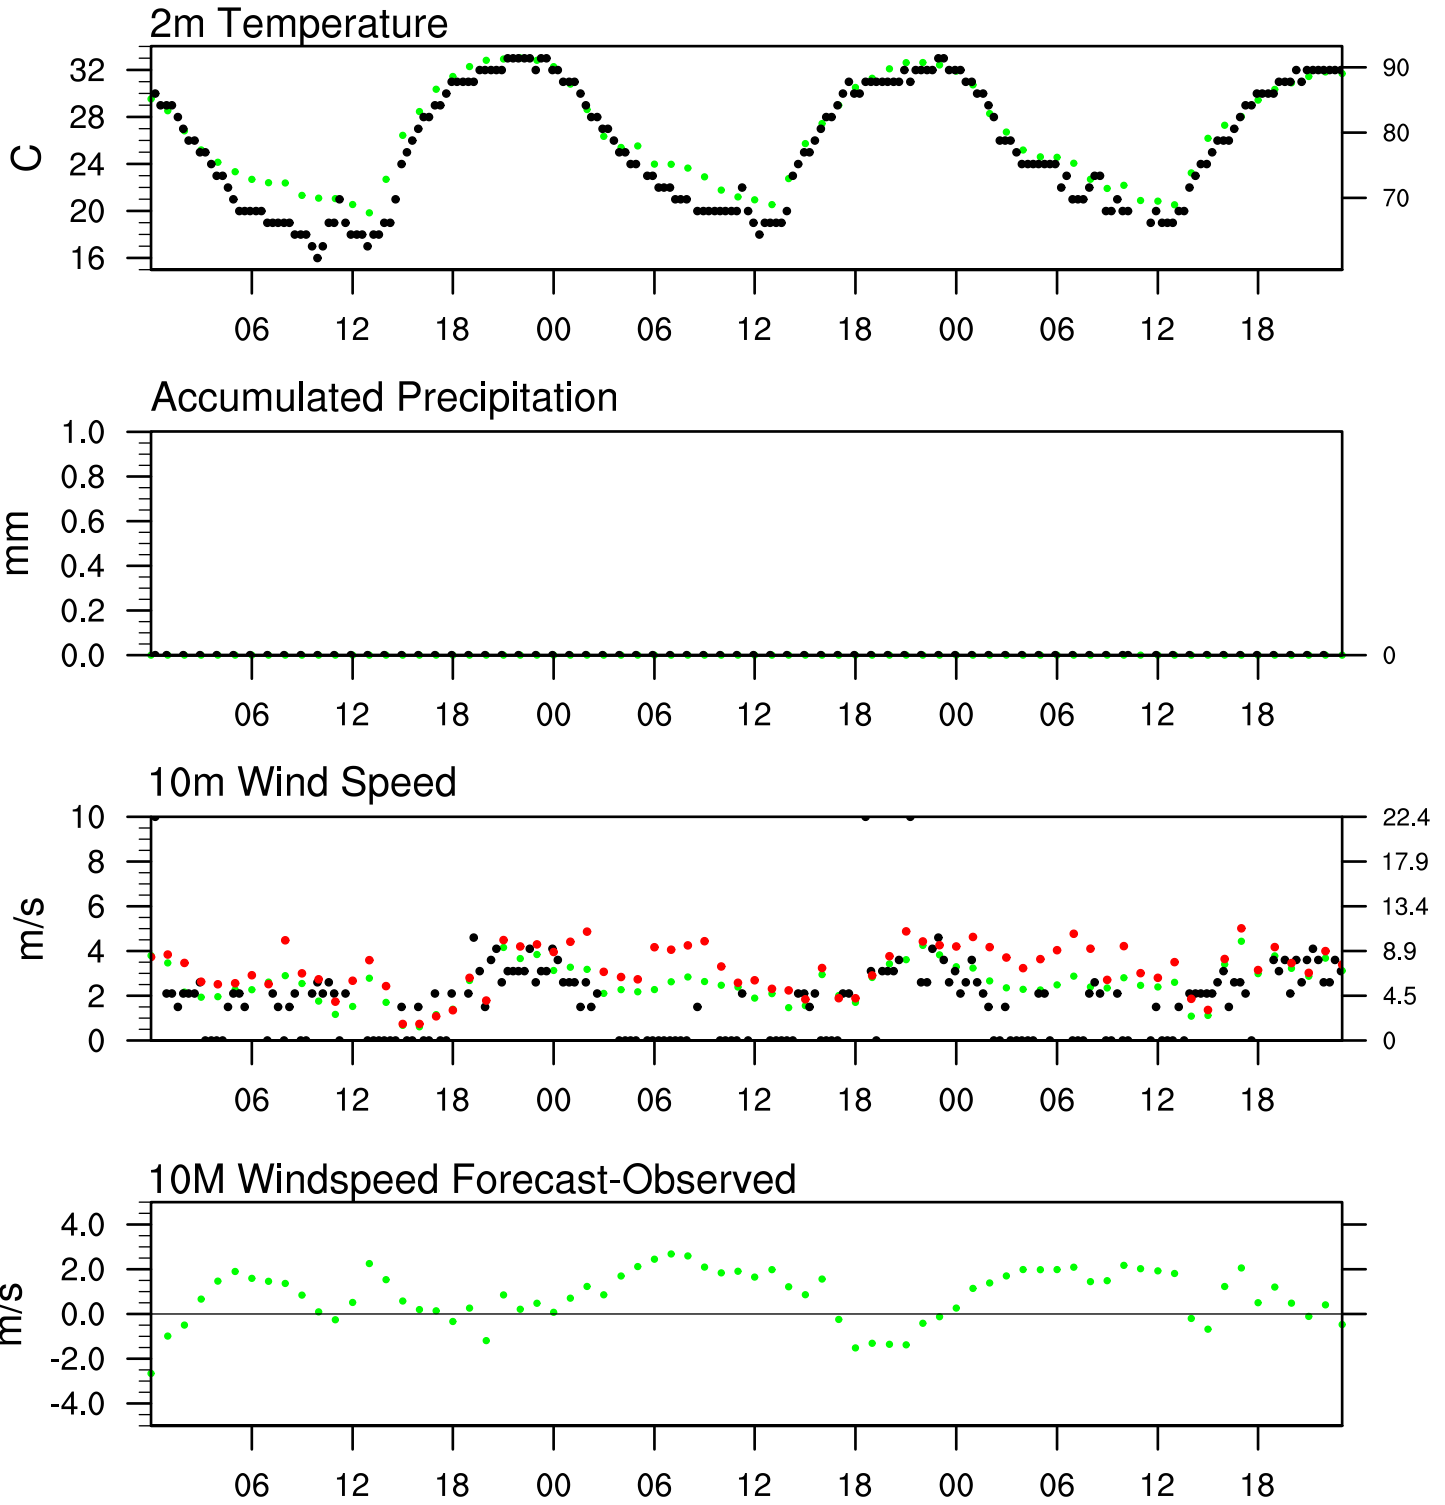 2m Temperature
32
28
24
20
16
C
90
80
70
06 12 18 00 06 12 18 00 06 12 18
Accumulated Precipitation
1.0
0.8
0.6
0.4
0.2
0.0
mm
0
06 12 18 00 06 12 18 00 06 12 18
10m Wind Speed
10
8
6
4
2
0
m/s
22.4
17.9
13.4
8.9
4.5
0
06 12 18 00 06 12 18 00 06 12 18
10M Windspeed Forecast-Observed
4.0
2.0
0.0
-2.0
-4.0
m/s
06 12 18 00 06 12 18 00 06 12 18